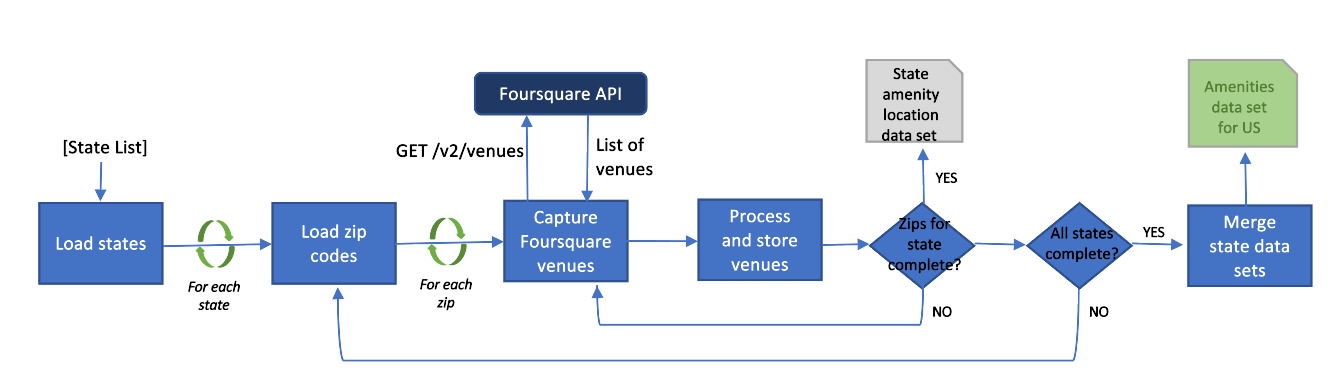 [State List]
Load states
For each
state
Load zip
codes
For each
zip
Foursquare API
GET /v2/venues
List of
venues
Capture
Foursquare
venues
Process
and store
venues
State
amenity
location
data set
YES
Zips for
state
complete?
NO
All states
complete?
YES
NO
Amenities
data set
for US
Merge
state data
sets